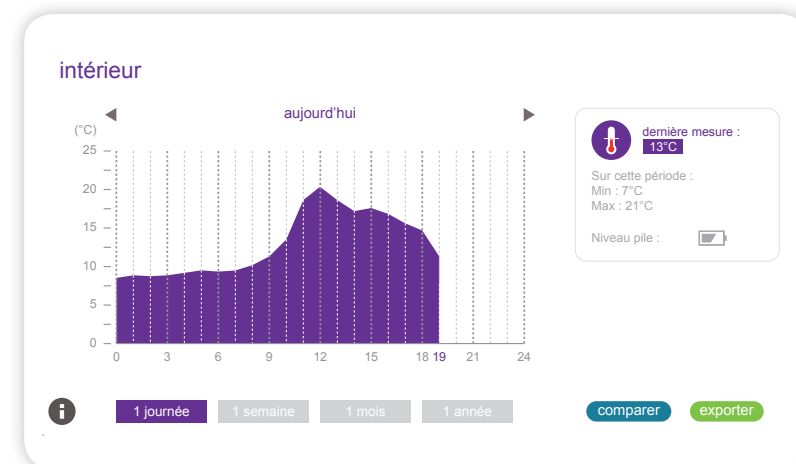 intérieur
aujourd'hui
(°C)
25
20
15
10
5
0
0 3 6 9 12 15 18 19 21 24
dernière mesure :
13°C
Sur cette période :
Min : 7°C
Max : 21°C
Niveau pile :
i
1 journée 1 semaine 1 mois 1 année
comparer exporter